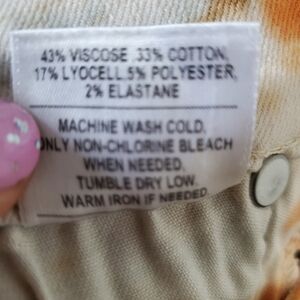 43% VISCOSE .33% COTTON,
17% LYOCELL.5% POLYESTER,
2% ELASTANE
MACHINE WASH COLD,
ONLY NON-CHLORINE BLEACH
WHEN NEEDED.
TUMBLE DRY LOW.
WARM IRON IF NEEDED